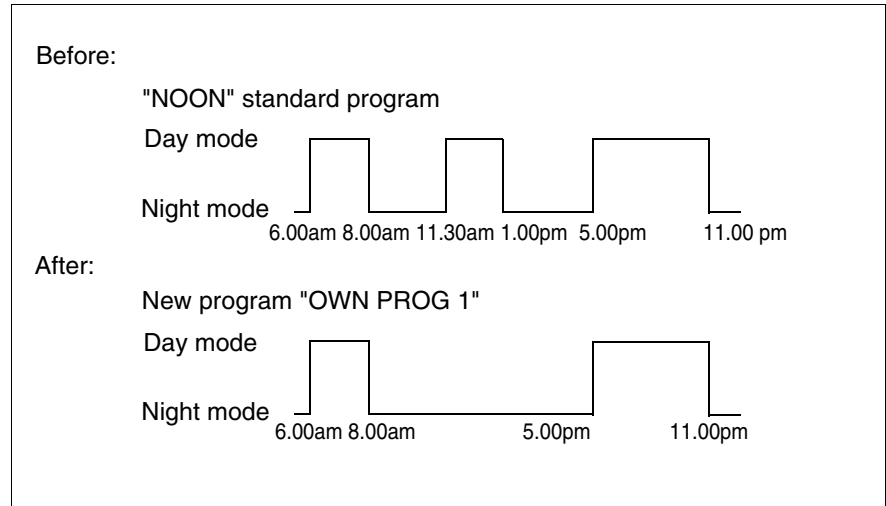 Before:
"NOON" standard program
Day mode
Night mode
6.00am 8.00am 11.30am 1.00pm 5.00pm 11.00 pm
After:
New program "OWN PROG 1"
Day mode
Night mode
6.00am 8.00am 5.00pm 11.00pm